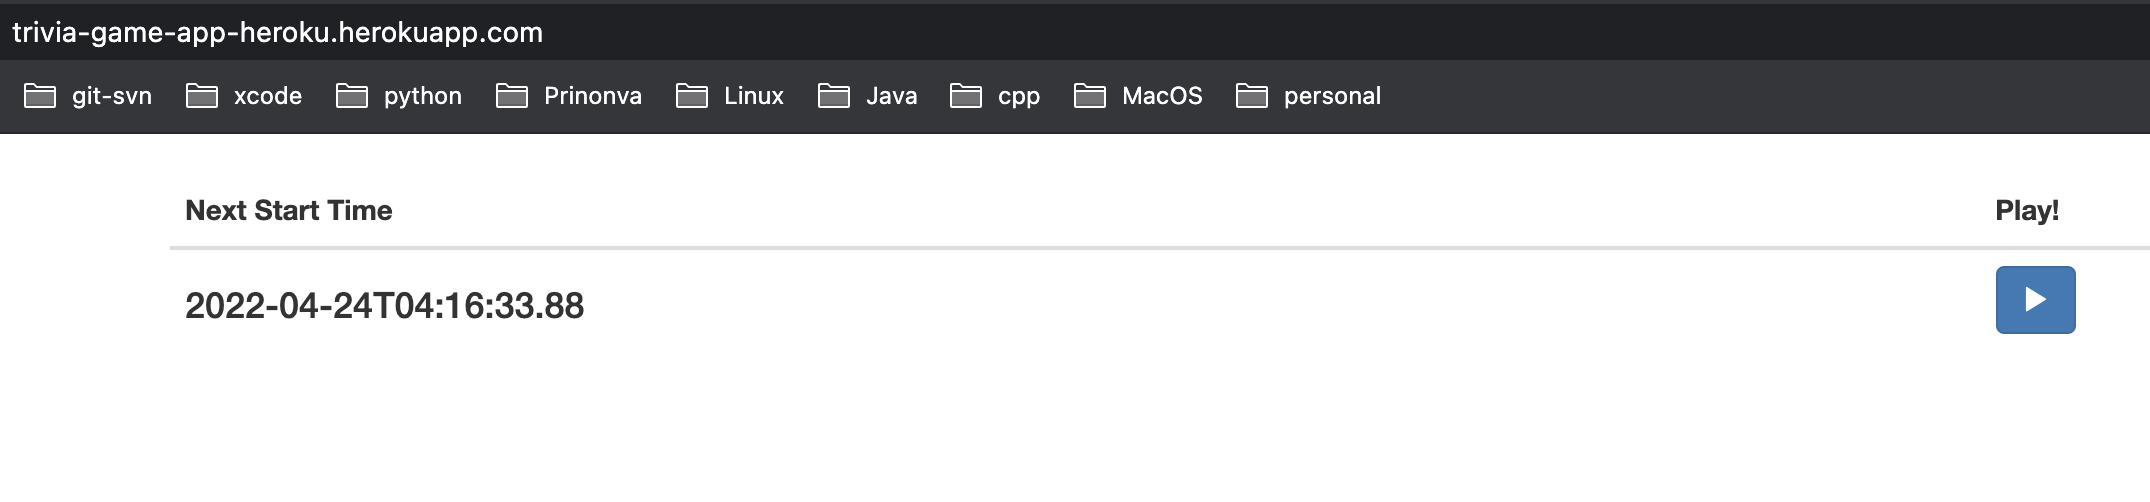 trivia-game-app-heroku.herokuapp.com
git-svn xcode python Prinonva Linux Java cpp MacOS personal
Next Start Time Play!
2022-04-24T04:16:33.88